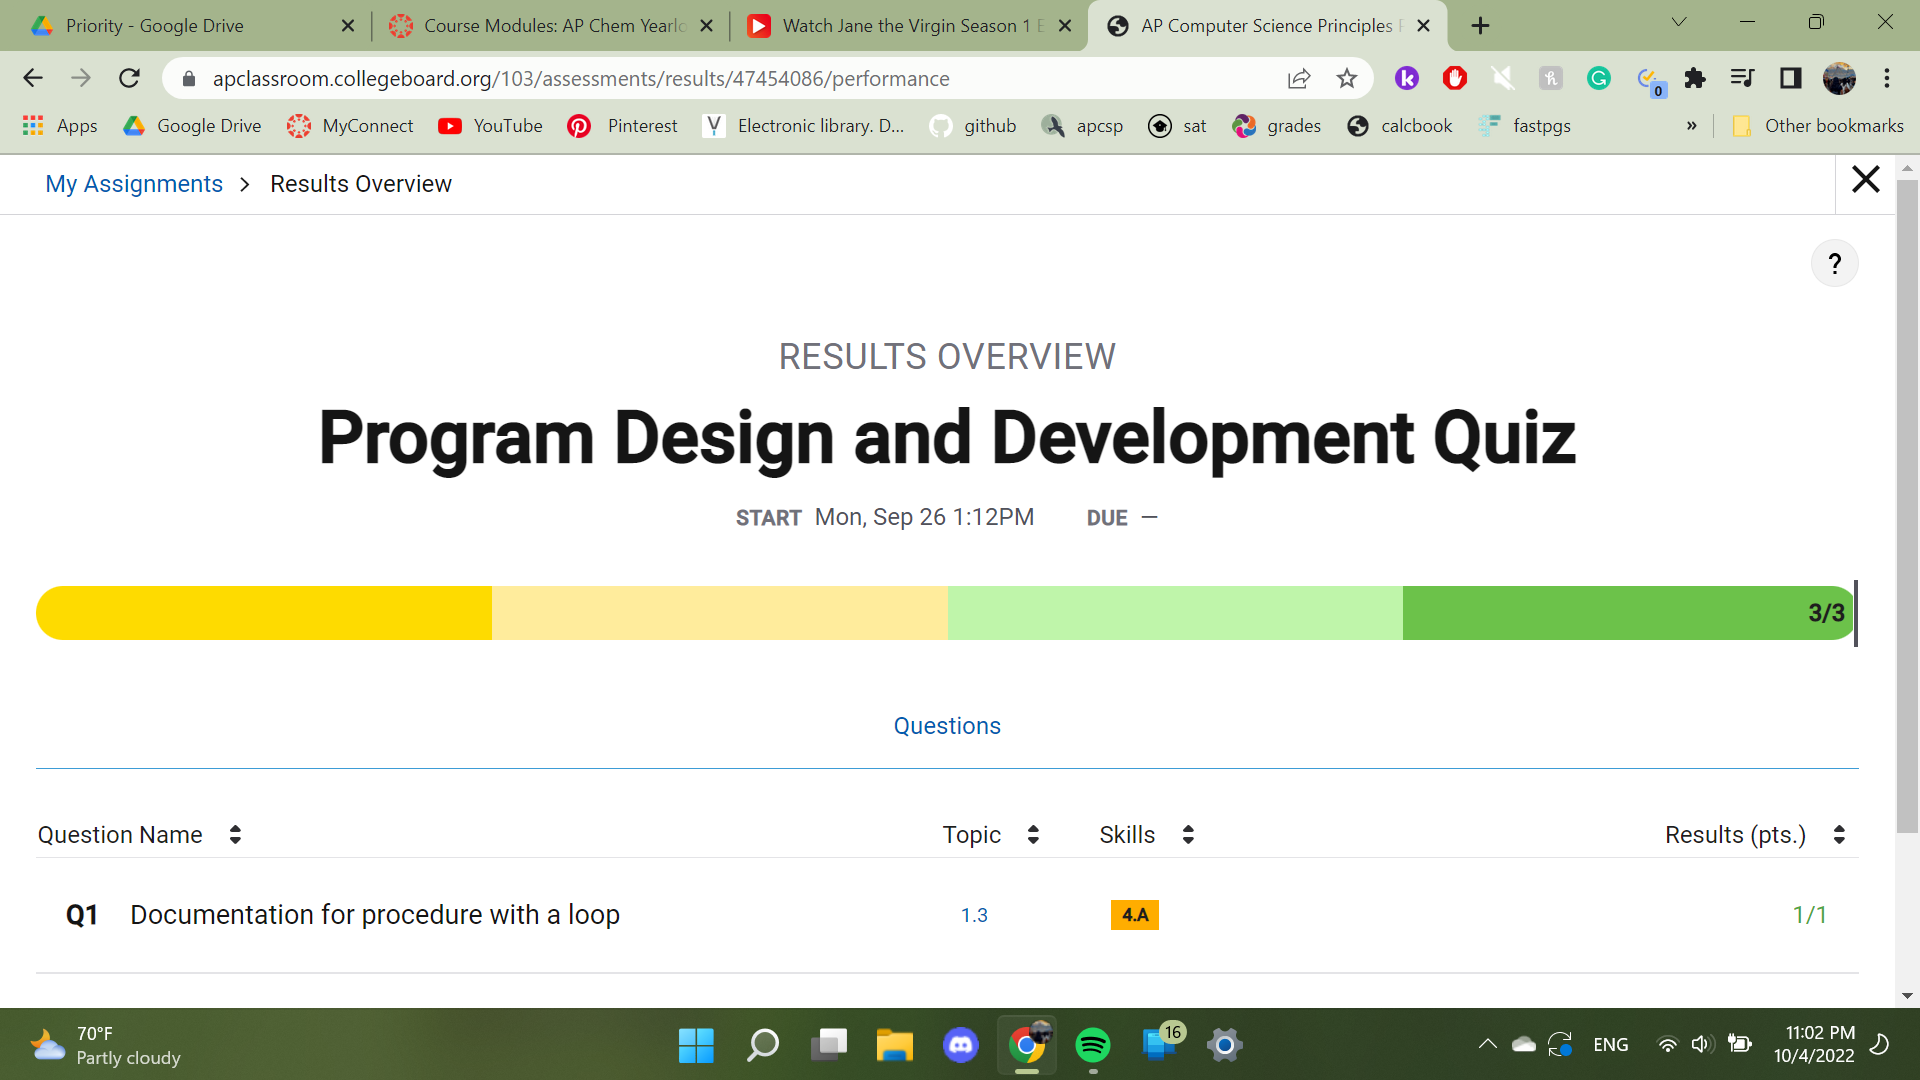 Priority - Google Drive
Course Modules: AP Chem Yearlo
Watch Jane the Virgin Season 1 E
AP Computer Science Principles
apclassroom.collegeboard.org/103/assessments/results/47454086/performance
0
Apps
Google Drive
MyConnect
YouTube
Pinterest
Electronic library. D...
github
apcsp
sat
grades
calcbook
fastpgs
»
Other bookmarks
My Assignments > Results Overview
?
RESULTS OVERVIEW
Program Design and Development Quiz
START Mon, Sep 26 1:12PM DUE —
3/3
Questions
Question Name Topic Skills Results (pts.)
Q1 Documentation for procedure with a loop 1.3 4.A 1/1
70°F
Partly cloudy
16
ENG
11:02 PM
10/4/2022